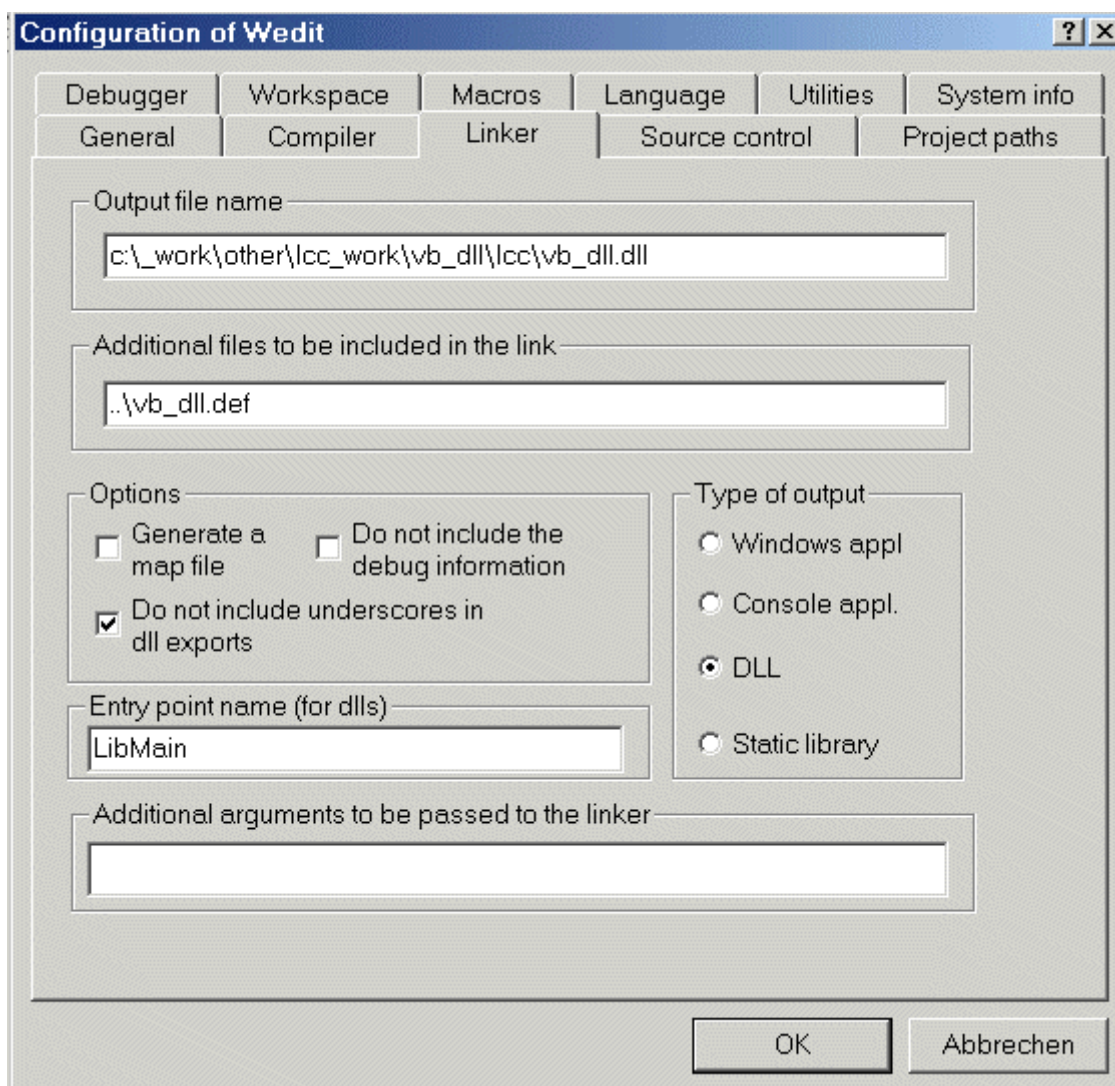 Configuration of Wedit
Debugger
Workspace
Macros
Language
Utilities
System info
General
Compiler
Linker
Source control
Project paths
Output file name
c:\_work\other\lcc_work\vb_dll\lcc\vb_dll.dll
Additional files to be included in the link
..\vb_dll.def
Options
Generate a
map file
Do not include the
debug information
Do not include underscores in
dll exports
Type of output
Windows appl
Console appl.
DLL
Static library
Entry point name (for dlls)
LibMain
Additional arguments to be passed to the linker
OK
Abbrechen